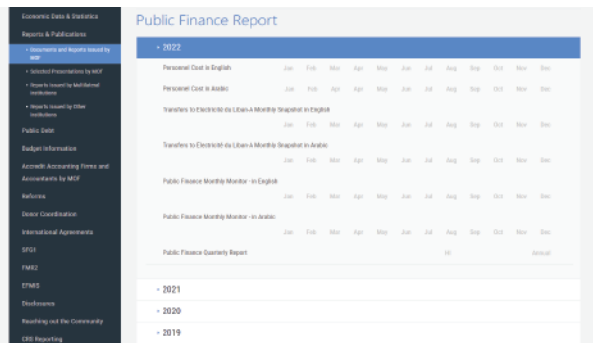 Economic Data & Statistics
Reports & Publications
Documents and Reports Issued by
MOF
Selected Presentations by MOF
Reports Issued by Multilateral
Institutions
Reports Issued by Other
Institutions
Public Debt
Budget Information
Accredit Accounting Firms and
Accountants by MOF
Reforms
Donor Coordination
International Agreements
SFG1
FMR2
EFMIS
Disclosures
Reaching out the Community
CRS Reporting
Public Finance Report
2022
Personnel Cost in English Jan Feb Mar Apr May Jun Jul Aug Sep Oct Nov Dec
Personnel Cost in Arabic Jan Feb Apr Apr May Jun Jul Aug Sep Oct Nov Dec
Transfers to Electricité du Liban-A Monthly Snapshot in English
Jan Feb Mar Apr May Jun Jul Aug Sep Oct Nov Dec
Transfers to Electricité du Liban-A Monthly Snapshot in Arabic
Jan Feb Mar Apr May Jun Jul Aug Sep Oct Nov Dec
Public Finance Monthly Monitor - in English
Jan Feb Mar Apr May Jun Jul Aug Sep Oct Nov Dec
Public Finance Monthly Monitor - in Arabic
Jan Feb Mar Apr May Jun Jul Aug Sep Oct Nov Dec
Public Finance Quarterly Report Annual
2021
2020
2019